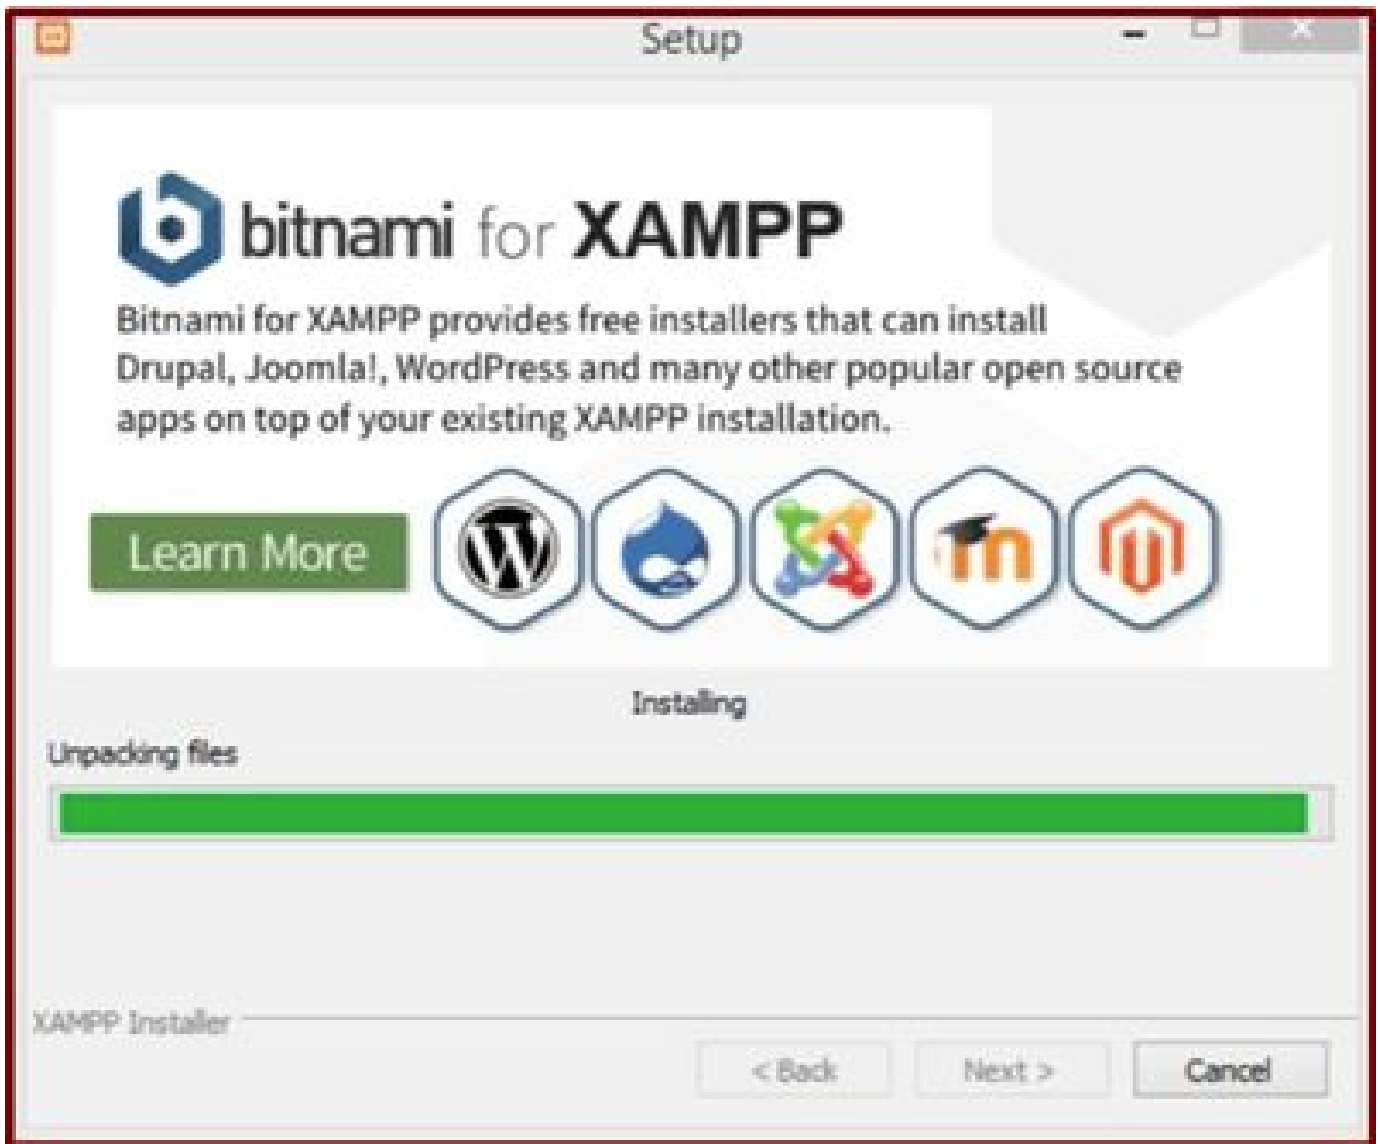 Setup
bitnami for XAMPP
Bitnami for XAMPP provides free installers that can install
Drupal, Joomla!, WordPress and many other popular open source
apps on top of your existing XAMPP installation.
Learn More
Installing
Unpacking files
XAMPP Installer
< Back Next > Cancel